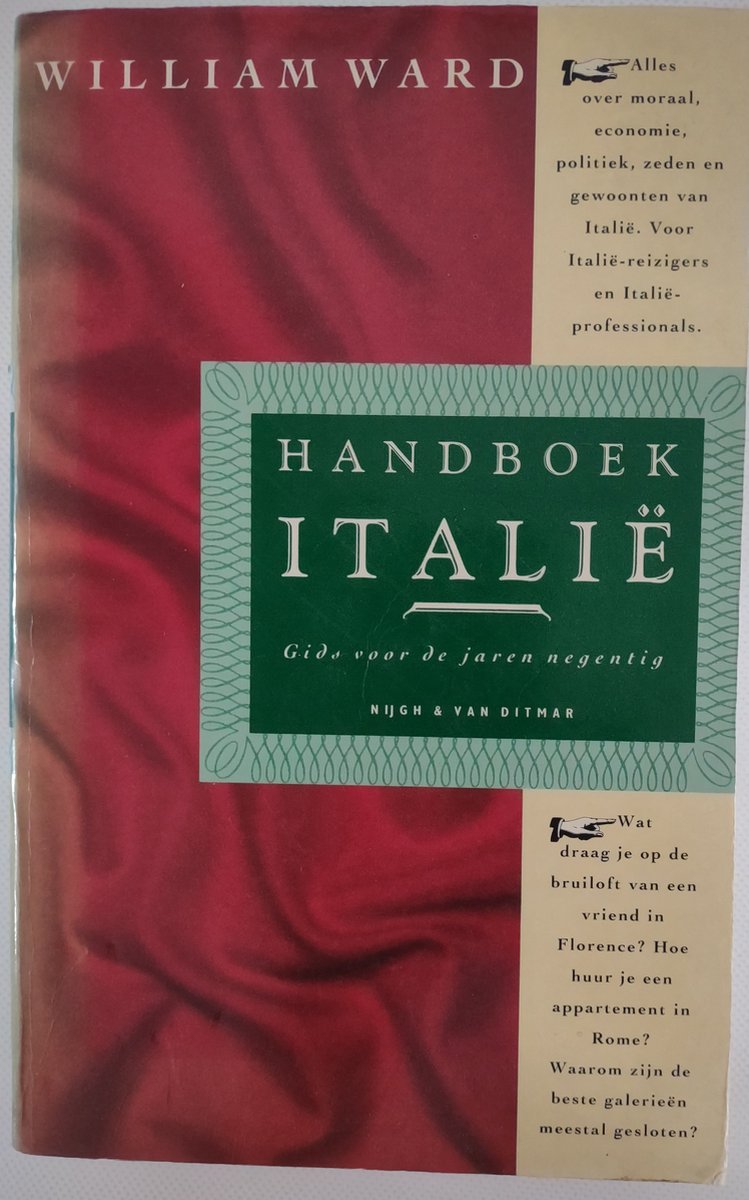 WILLIAM WARD
Alles
over moraal,
economie,
politiek, zeden en
gewoonten van
Italië. Voor
Italië-reizigers
en Italië-
professionals.
HANDBOEK
ITALIË
Gids voor de jaren negentig
NIJGH & VAN DITMAR
Wat
draag je op de
bruiloft van een
vriend in
Florence? Hoe
huur je een
appartement in
Rome?
Waarom zijn de
beste galerieën
meestal gesloten?